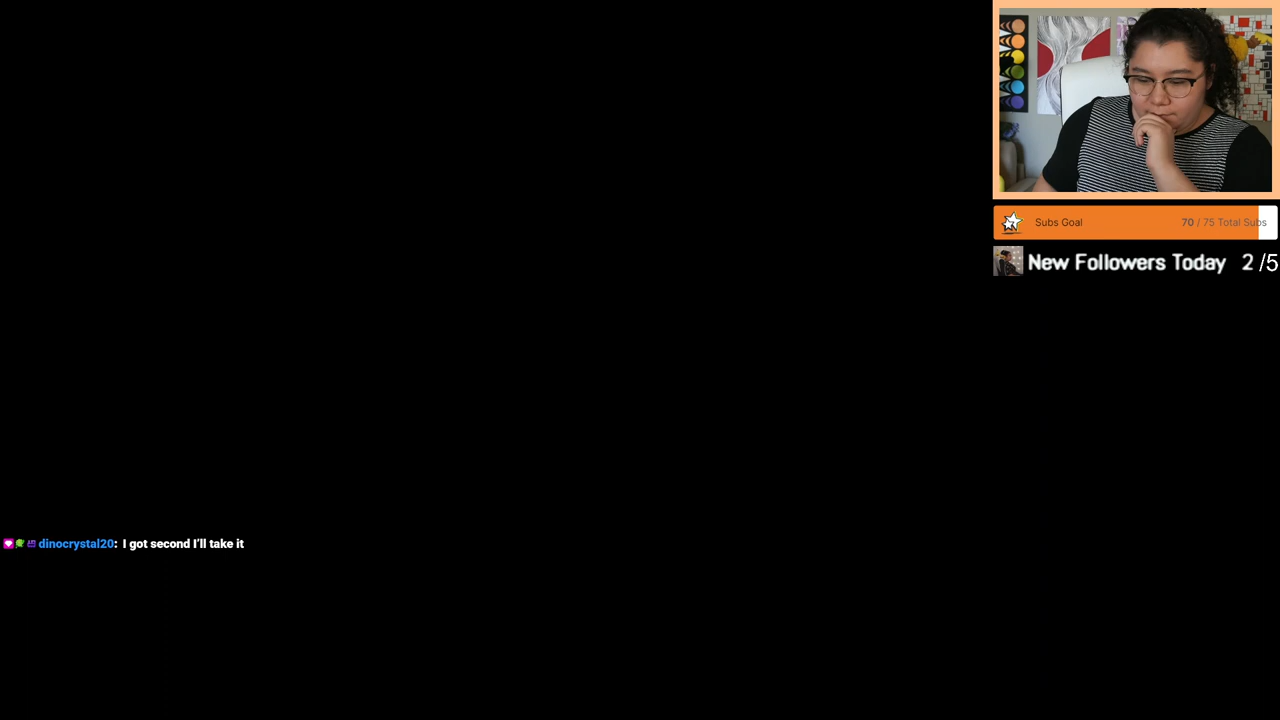 Subs Goal 70 / 75 Total Subs
New Followers Today 2 /5
dinocrystal20: I got second I'll take it